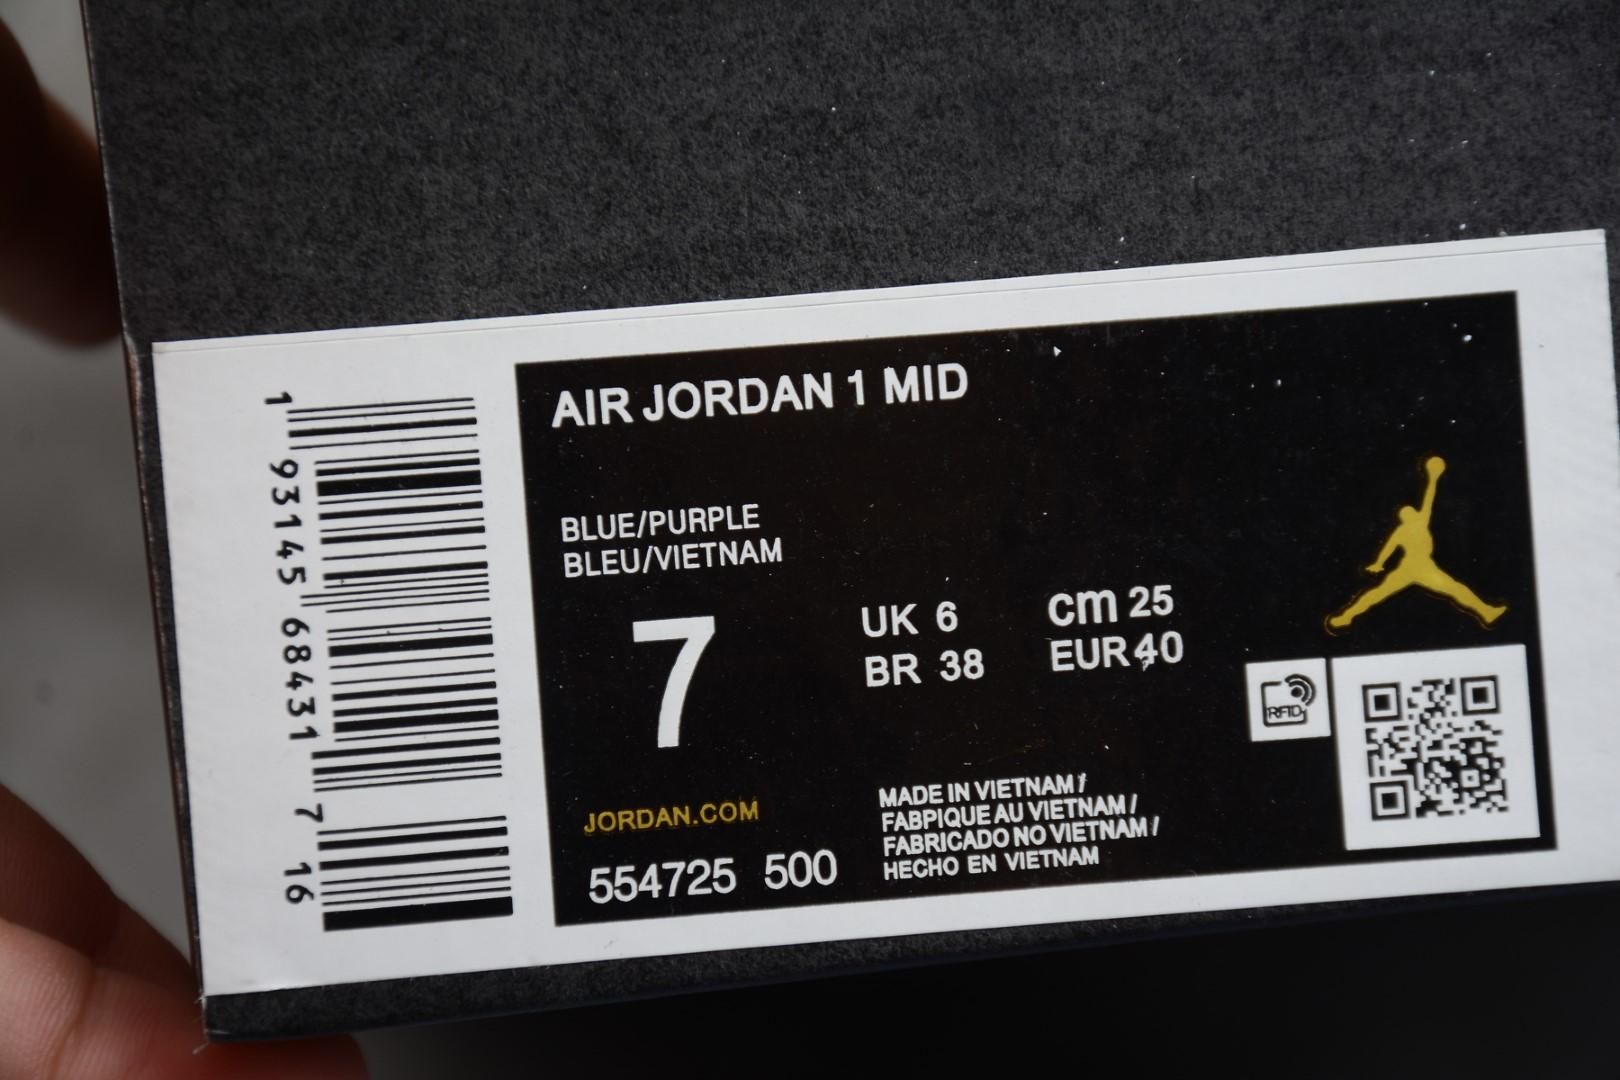 AIR JORDAN 1 MID
BLUE/PURPLE
BLEU/VIETNAM
7
UK 6
BR 38
cm 25
EUR 40
RFID
JORDAN.COM
554725 500
MADE IN VIETNAM /
FABPIQUE AU VIETNAM /
FABRICADO NO VIETNAM /
HECHO EN VIETNAM
1 93145 68431 7 16